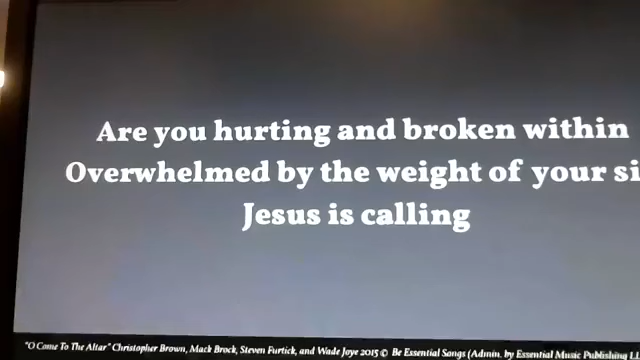 Are you hurting and broken within
Overwhelmed by the weight of your si
Jesus is calling
"O Come To The Altar" Christopher Brown, Mack Brock, Steven Furtick, and Wade Joye 2015 © Be Essential Songs (Admin. by Essential Music Publishing L